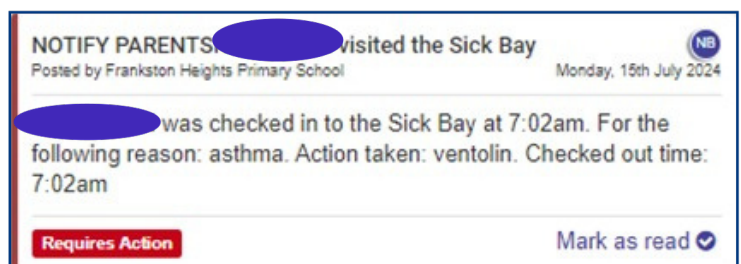 NOTIFY PARENTS: visited the Sick Bay
NB
Posted by Frankston Heights Primary School Monday, 15th July 2024
was checked in to the Sick Bay at 7:02am. For the
following reason: asthma. Action taken: ventolin. Checked out time:
7:02am
Requires Action Mark as read